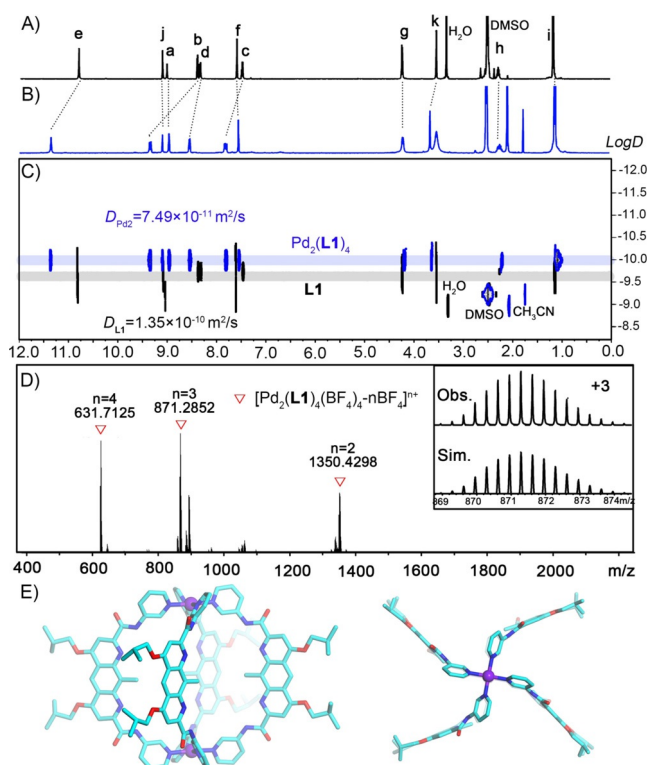 A) e j a b d f c g k H₂O DMSO h i
B) LogD
C) -12.0
-11.5
-11.0
D_Pd2=7.49×10⁻¹¹ m²/s
-10.5
Pd₂(L1)₄ -10.0
L1 -9.5
H₂O -9.0
DMSO CH₃CN
D_L1=1.35×10⁻¹⁰ m²/s -8.5
12.0 11.0 10.0 9.0 8.0 7.0 6.0 5.0 4.0 3.0 2.0 1.0 0.0
D) n=4
631.7125
n=3
871.2852
[Pd₂(L1)₄(BF₄)₄-nBF₄]ⁿ⁺
n=2
1350.4298
Obs. +3
Sim.
869 870 871 872 873 874m/z
400 600 800 1000 1200 1400 1600 1800 2000 m/z
E)